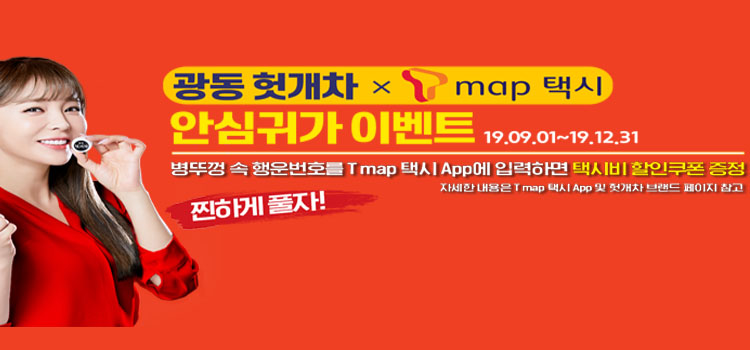 광동 헛개차 × T map 택시
안심귀가 이벤트 19.09.01~19.12.31
병뚜껑 속 행운번호를 T map 택시 App에 입력하면 택시비 할인쿠폰 증정
자세한 내용은 T map 택시 App 및 헛개차 브랜드 페이지 참고
찐하게 풀자!